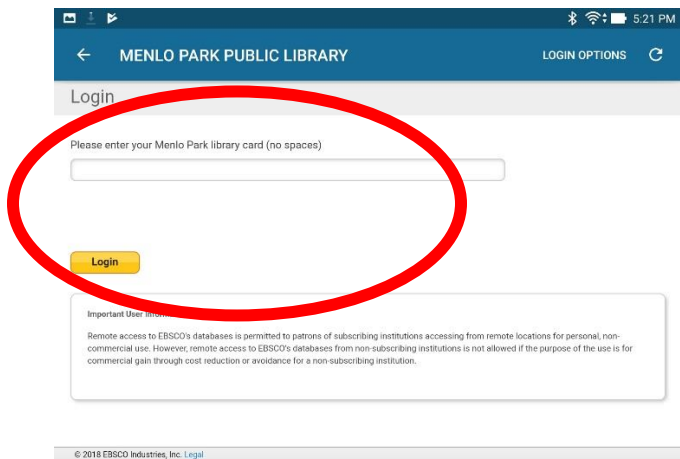 5:21 PM
MENLO PARK PUBLIC LIBRARY LOGIN OPTIONS
Login
Please enter your Menlo Park library card (no spaces)
Login
Important User
Remote access to EBSCO's databases is permitted to patrons of subscribing institutions accessing from remote locations for personal, non-
commercial use. However, remote access to EBSCO's databases from non-subscribing institutions is not allowed if the purpose of the use is for
commercial gain through cost reduction or avoidance for a non-subscribing institution.
© 2018 EBSCO Industries, Inc. Legal